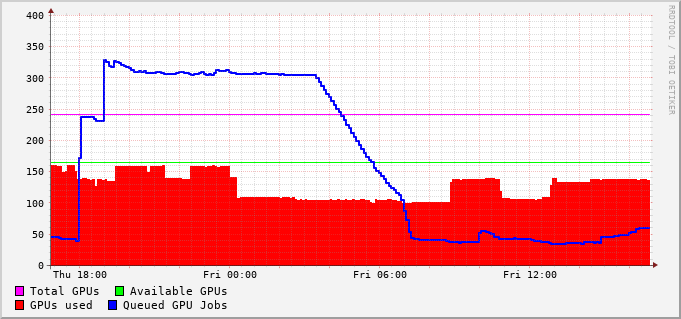 RRDTOOL / TOBI OETIKER
400
350
300
250
200
150
100
50
0
Thu 18:00 Fri 00:00 Fri 06:00 Fri 12:00
Total GPUs Available GPUs
GPUs used Queued GPU Jobs